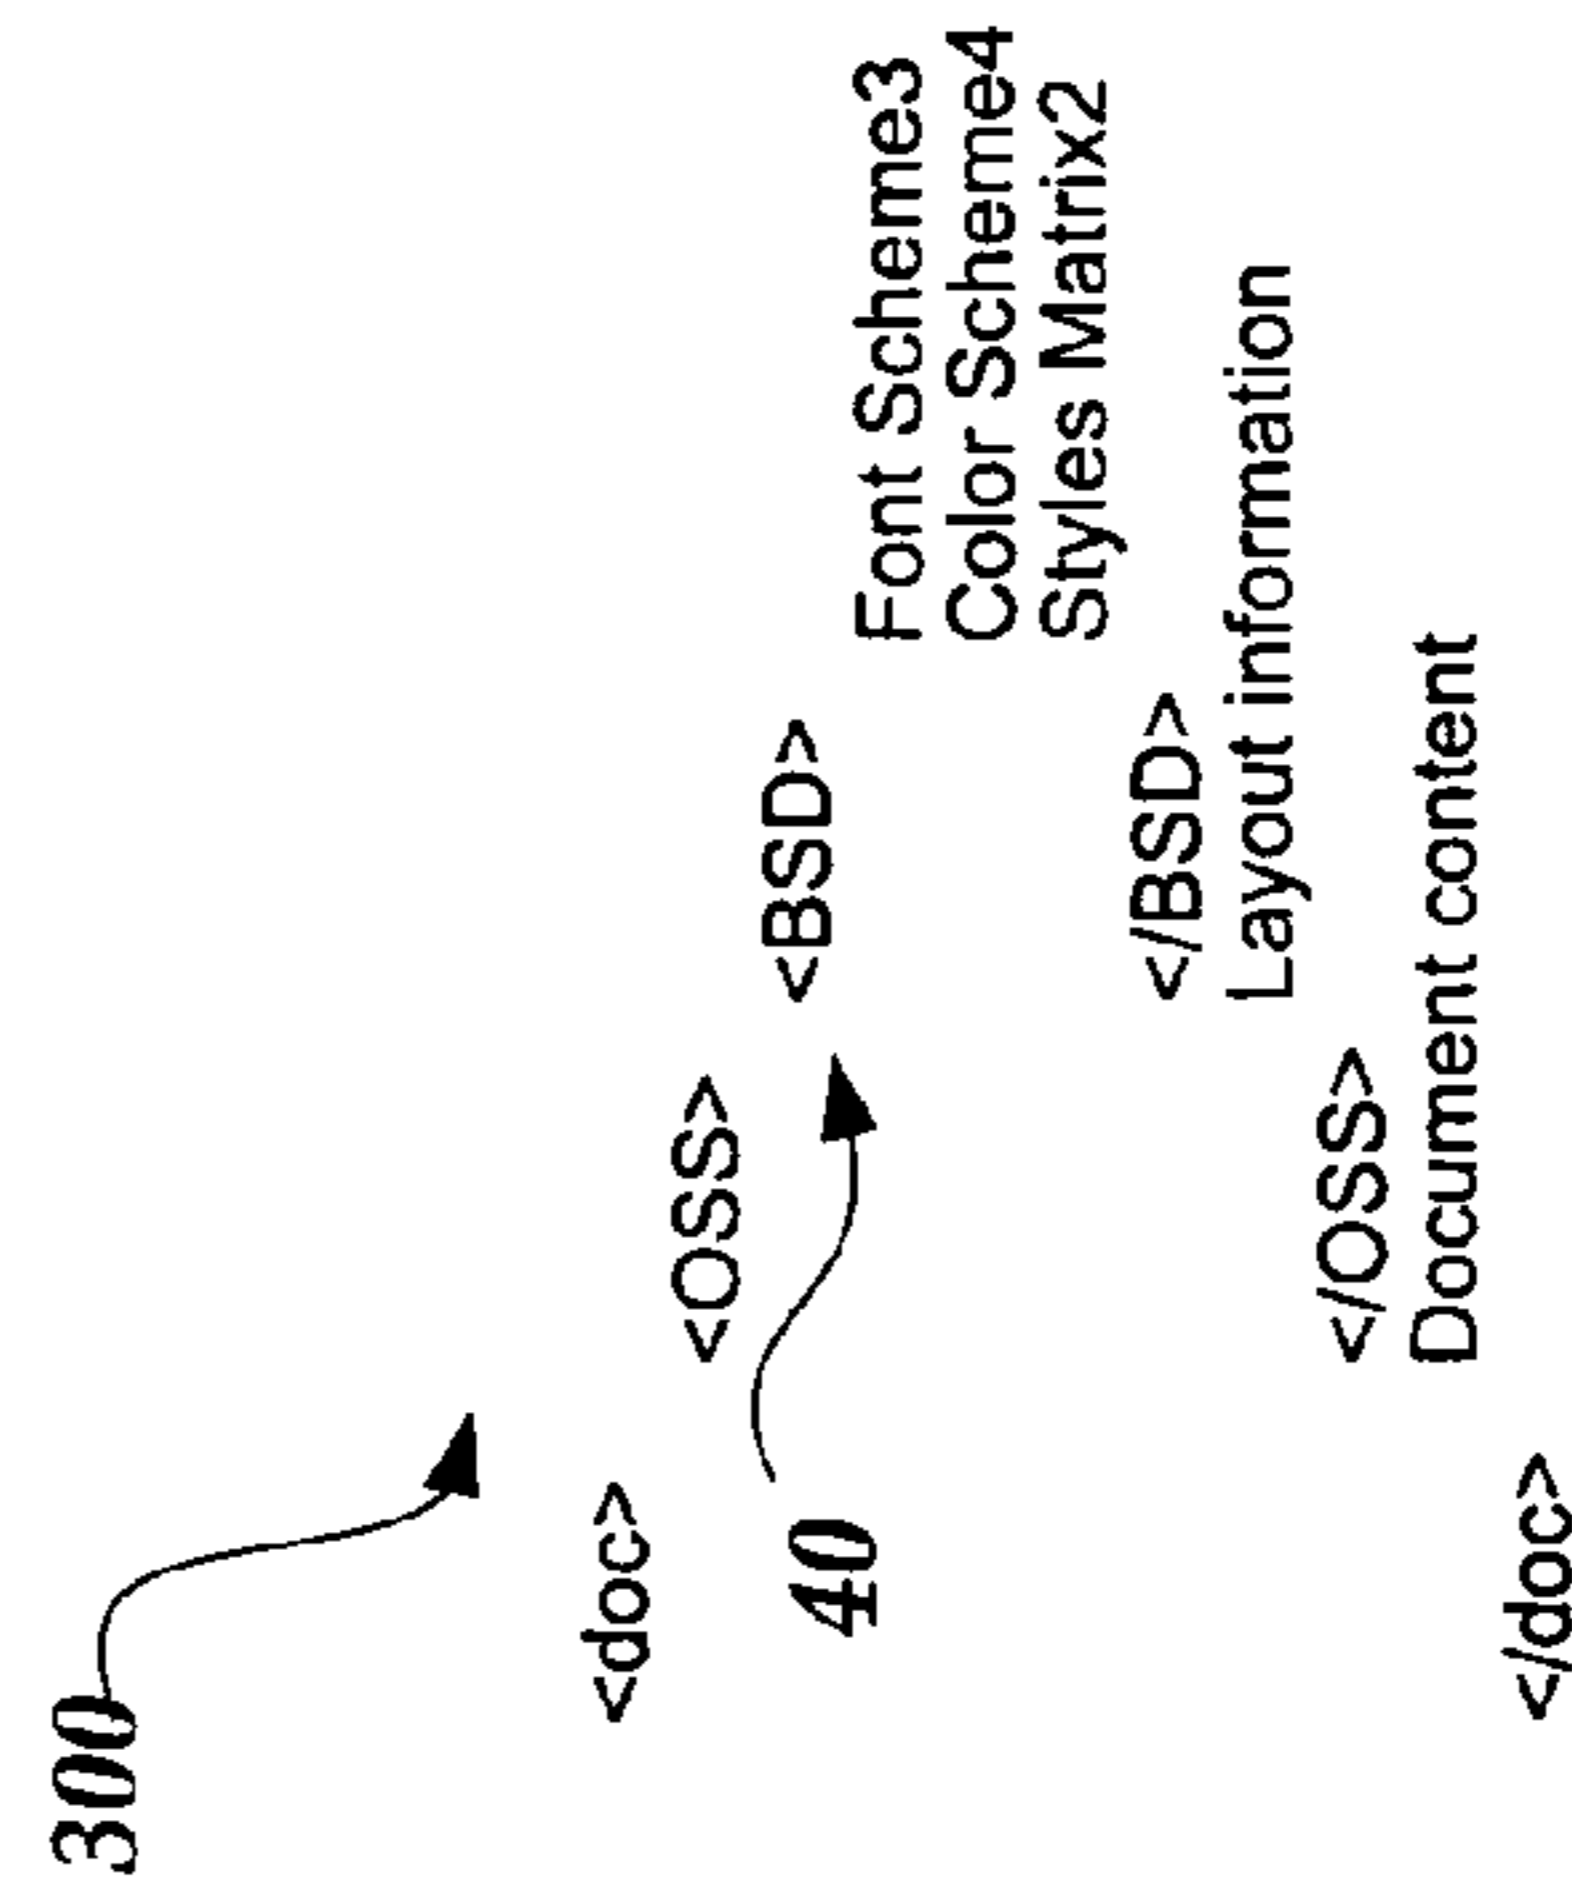 300
<doc>
<OSS>
40
<BSD>
Font Scheme3
Color Scheme4
Styles Matrix2
</BSD>
Layout information
</OSS>
Document content
</doc>